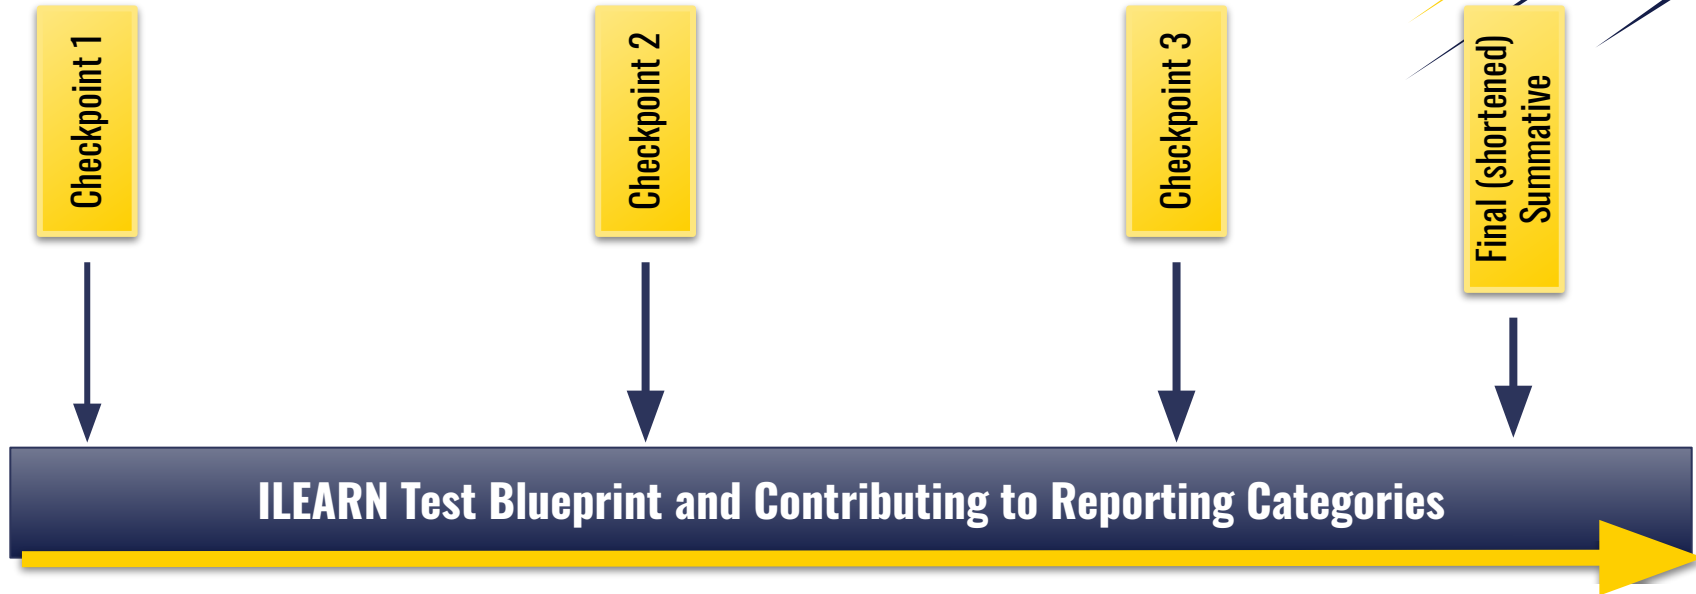 Checkpoint 1
Checkpoint 2
Checkpoint 3
Final (shortened)
Summative
ILEARN Test Blueprint and Contributing to Reporting Categories